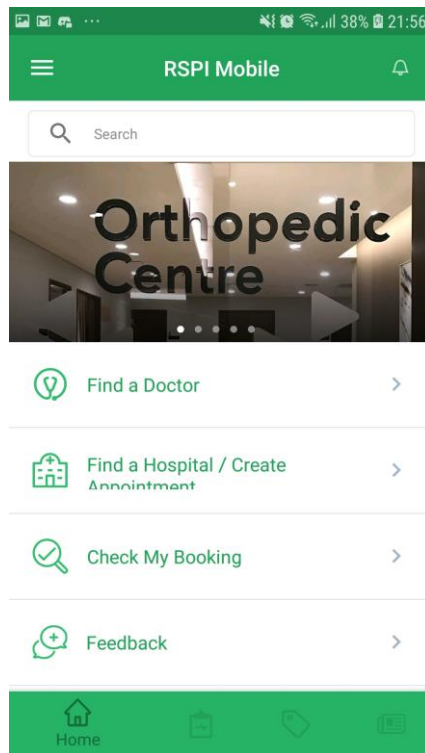 38% 21:56
RSPI Mobile
Search
Orthopedic
Centre
Find a Doctor
Find a Hospital / Create
Appointment
Check My Booking
Feedback
Home